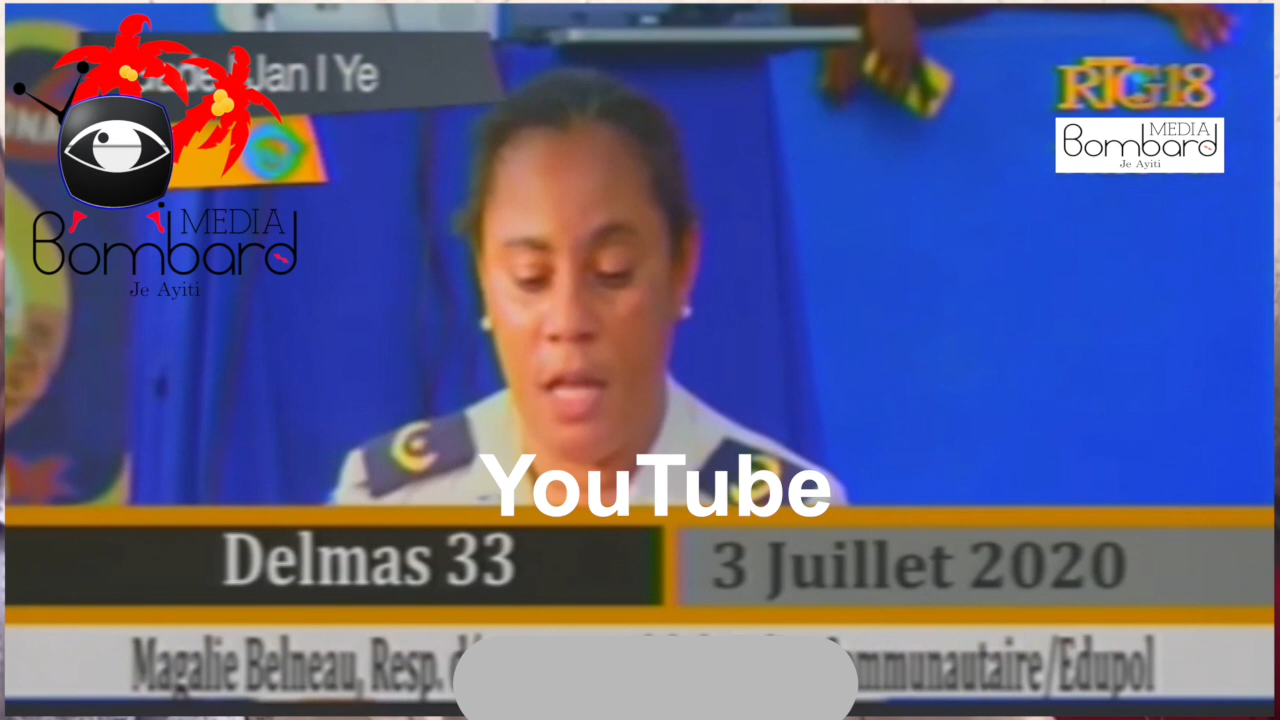 Jan I Ye
RTG18
MEDIA
Bombard
Je Ayiti
MEDIA
Bombard
Je Ayiti
YouTube
Delmas 33
3 Juillet 2020
Magalie Belneau, Resp.
ommunautaire/Edupol